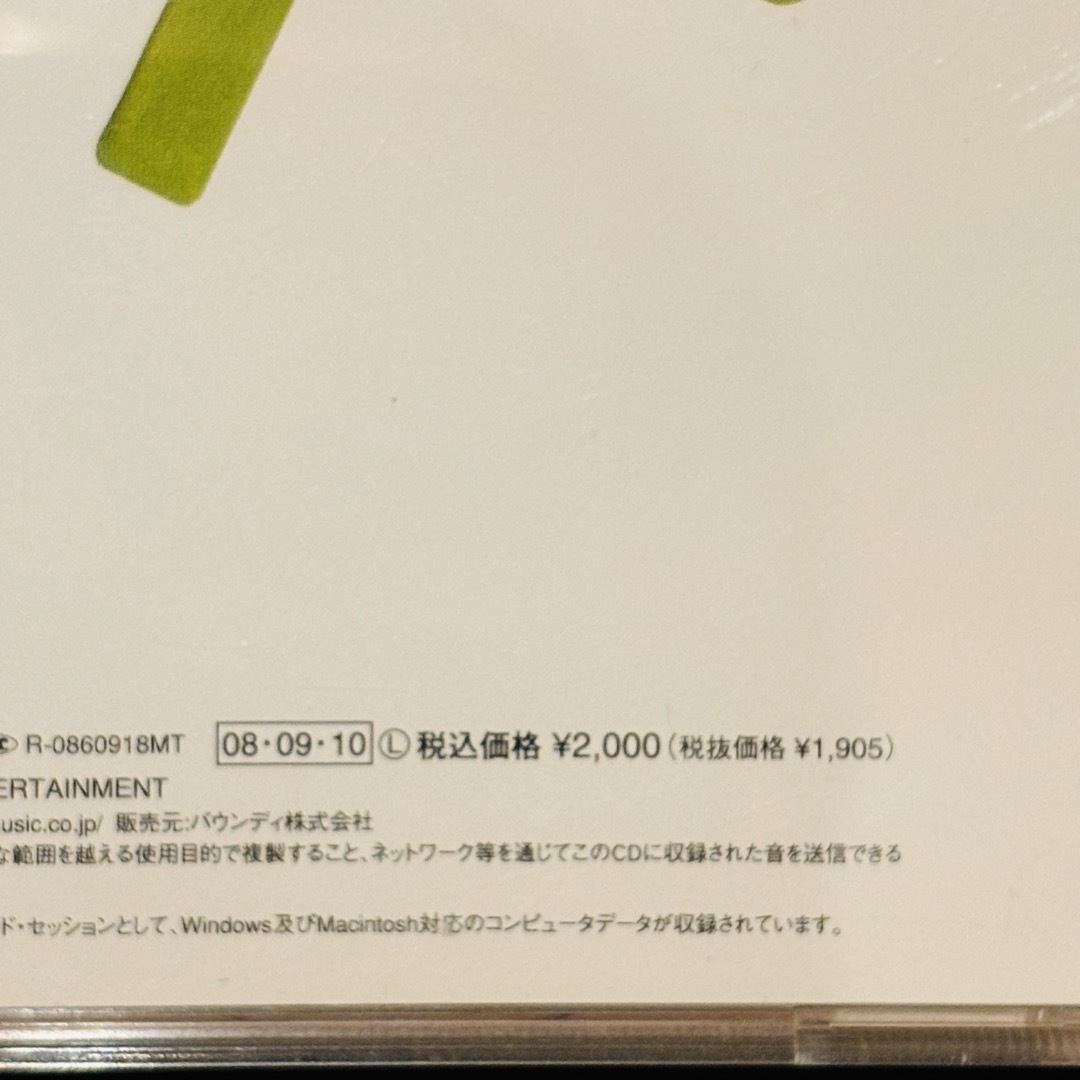 R-0860918MT 08・09・10 Ⓛ 税込価格 ¥2,000(税抜価格 ¥1,905)
ERTAINMENT
usic.co.jp/ 販売元:バウンディ株式会社
な範囲を越える使用目的で複製すること、ネットワーク等を通じてこのCDに収録された音を送信できる
ド・セッションとして、Windows及びMacintosh対応のコンピュータデータが収録されています。